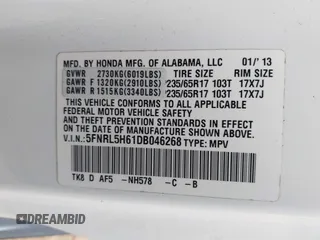 MFD. BY HONDA MFG. OF ALABAMA, LLC 01/'13
GVWR 2730KG(6019LBS) TIRE SIZE RIM SIZE
GAWR F 1320KG(2910LBS) 235/65R17 103T 17X7J
GAWR R 1515KG(3340LBS) 235/65R17 103T 17X7J
THIS VEHICLE CONFORMS TO ALL APPLICABLE
FEDERAL MOTOR VEHICLE SAFETY AND
THEFT PREVENTION STANDARDS IN EFFECT ON THE
DATE OF MANUFACTURE SHOWN ABOVE.
V.I.N.:5FNRL5H61DB046268 TYPE: MPV
TK8 D AF5 -NH578 -C -B
DREAMBID